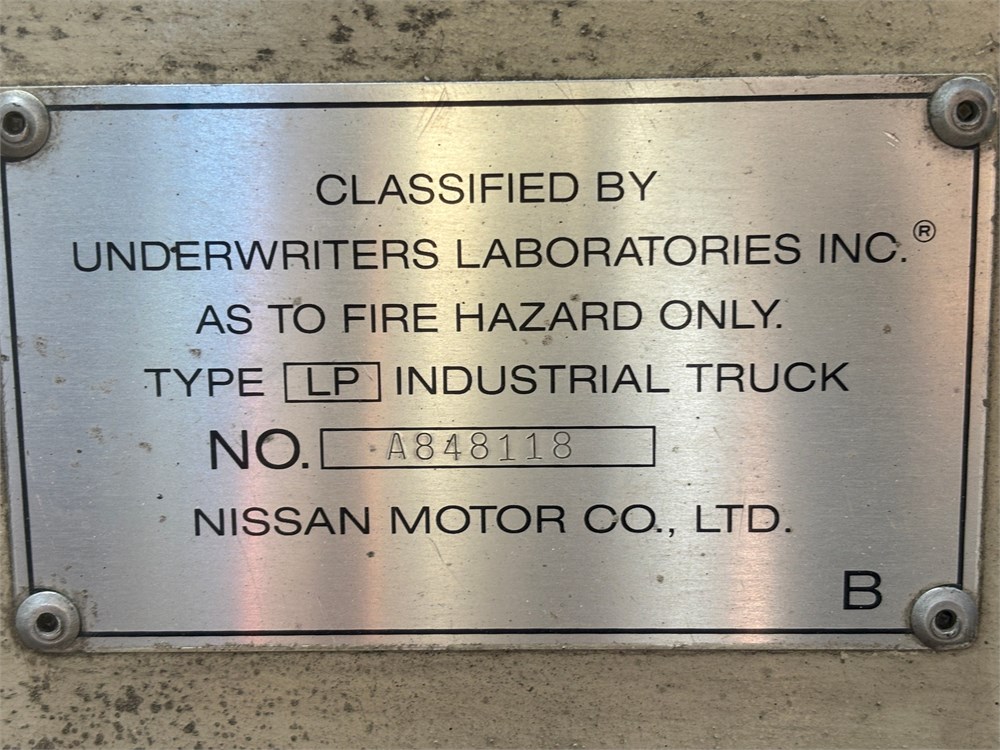 CLASSIFIED BY
UNDERWRITERS LABORATORIES INC.®
AS TO FIRE HAZARD ONLY.
TYPE LP INDUSTRIAL TRUCK
NO. A848118
NISSAN MOTOR CO., LTD.
B